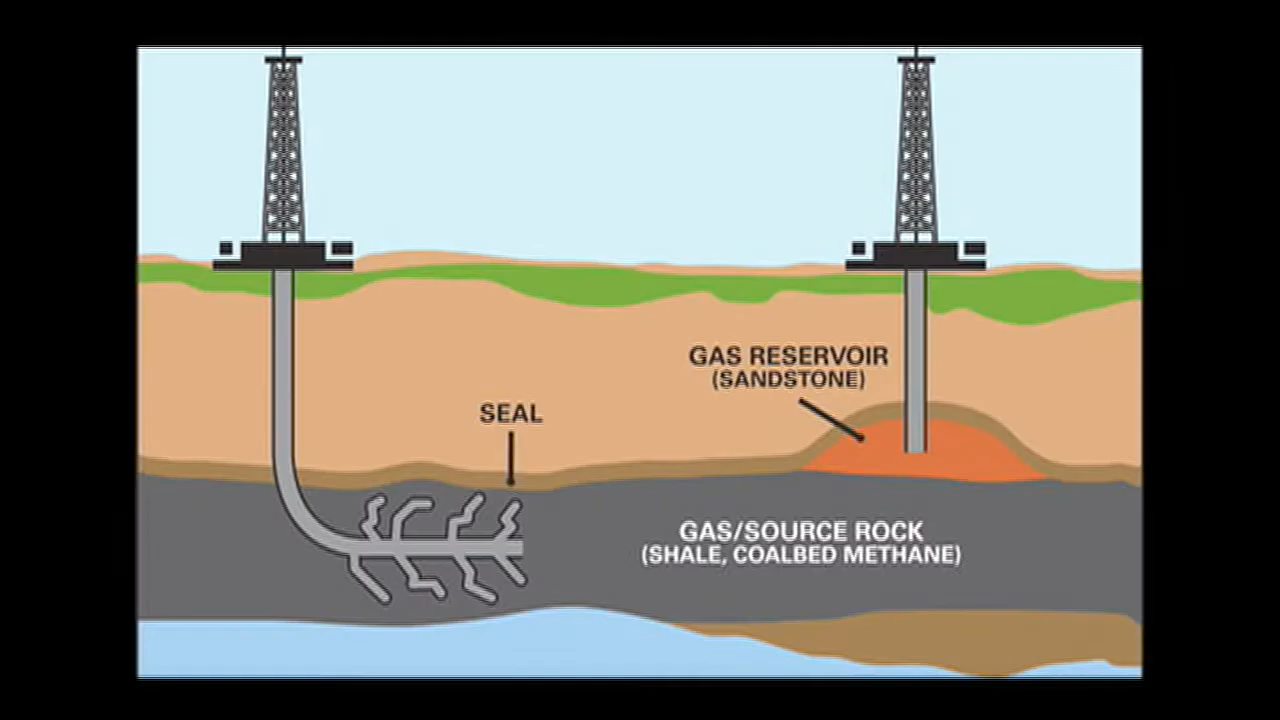 GAS RESERVOIR
(SANDSTONE)
SEAL
GAS/SOURCE ROCK
(SHALE, COALBED METHANE)